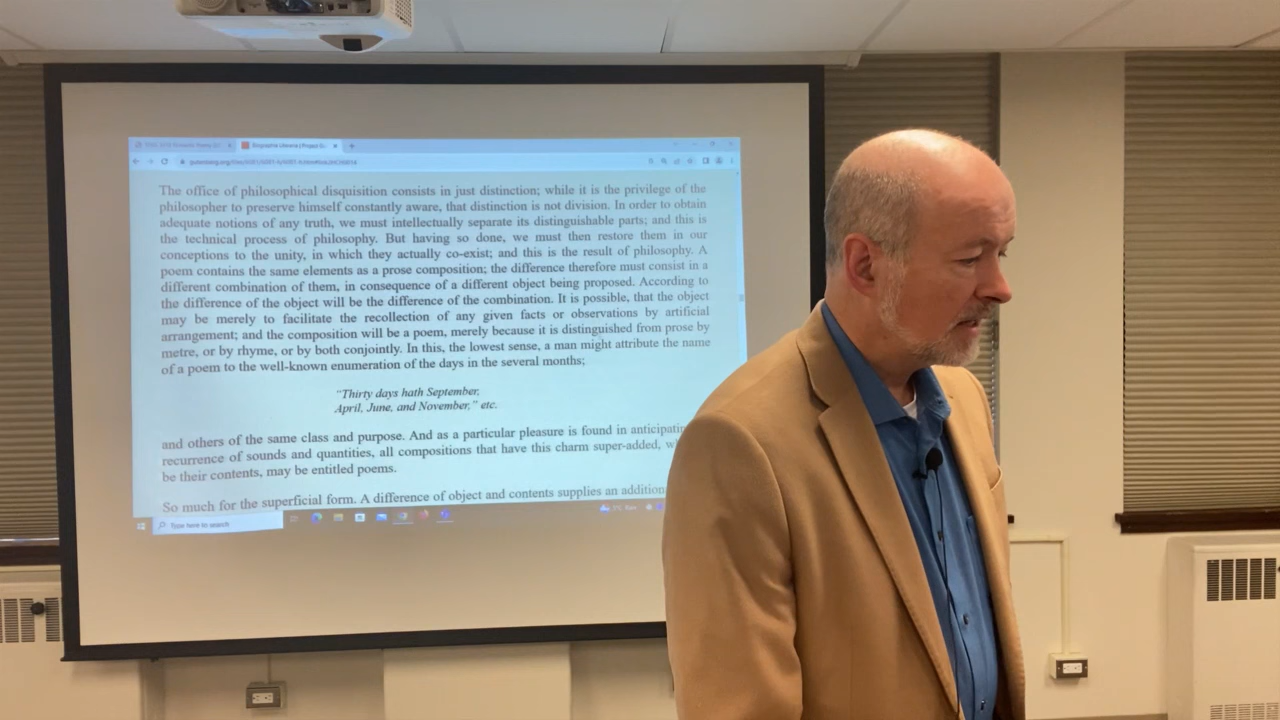 Biographia Literaria | Project Gu
The office of philosophical disquisition consists in just distinction; while it is the privilege of the
philosopher to preserve himself constantly aware, that distinction is not division. In order to obtain
adequate notions of any truth, we must intellectually separate its distinguishable parts; and this is
the technical process of philosophy. But having so done, we must then restore them in our
conceptions to the unity, in which they actually co-exist; and this is the result of philosophy. A
poem contains the same elements as a prose composition; the difference therefore must consist in a
different combination of them, in consequence of a different object being proposed. According to
the difference of the object will be the difference of the combination. It is possible, that the object
may be merely to facilitate the recollection of any given facts or observations by artificial
arrangement; and the composition will be a poem, merely because it is distinguished from prose by
metre, or by rhyme, or by both conjointly. In this, the lowest sense, a man might attribute the name
of a poem to the well-known enumeration of the days in the several months;
"Thirty days hath September,
April, June, and November," etc.
and others of the same class and purpose. And as a particular pleasure is found in anticipatin
recurrence of sounds and quantities, all compositions that have this charm super-added, w
be their contents, may be entitled poems.
So much for the superficial form. A difference of object and contents supplies an addition
Type here to search